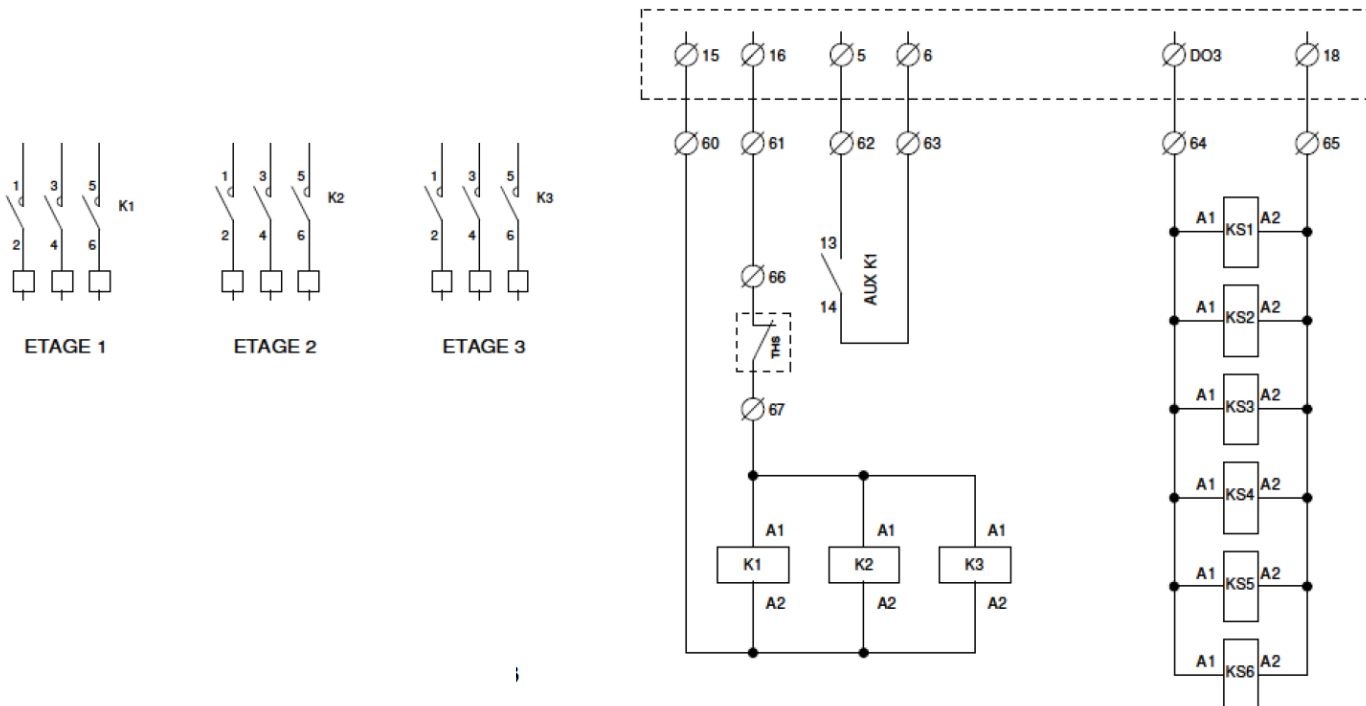 15 16 5 6 DO3 18
60 61 62 63 64 65
1 3 5 K1
2 4 6
ETAGE 1
1 3 5 K2
2 4 6
ETAGE 2
1 3 5 K3
2 4 6
ETAGE 3
66
THS
67
13
14
AUX K1
A1 A1 A1
K1 K2 K3
A2 A2 A2
A1 KS1 A2
A1 KS2 A2
A1 KS3 A2
A1 KS4 A2
A1 KS5 A2
A1 KS6 A2